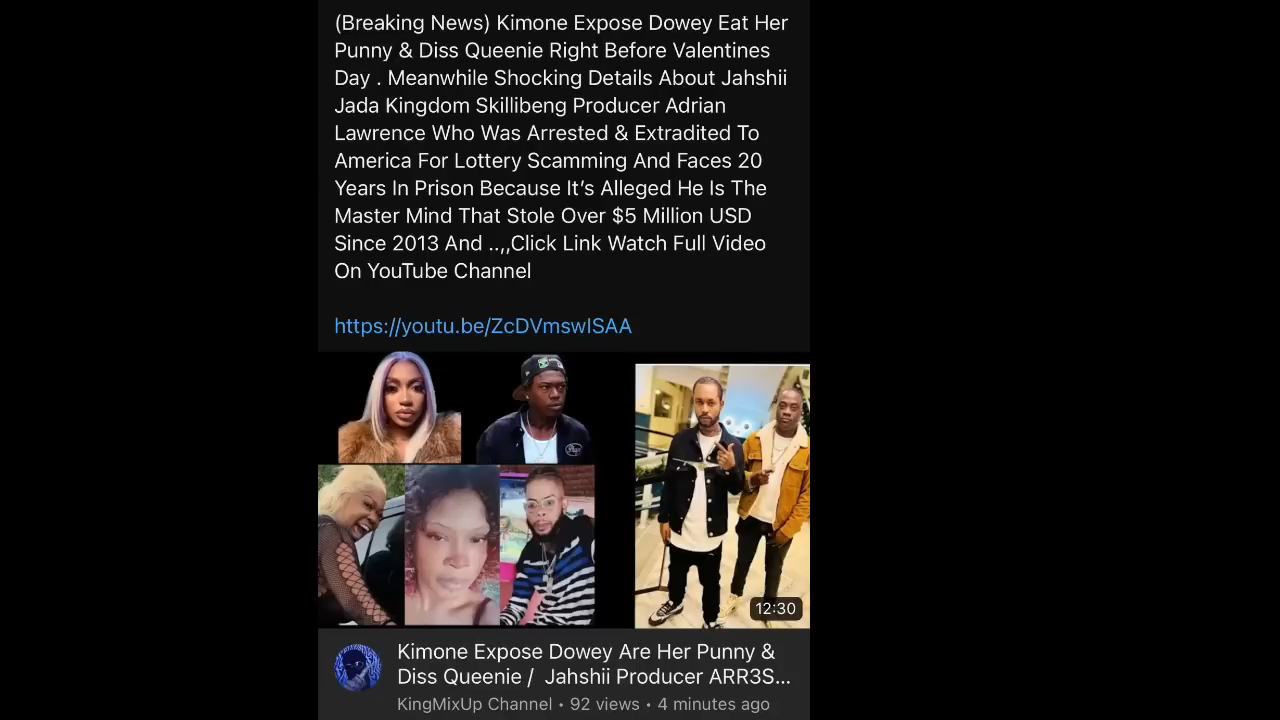 (Breaking News) Kimone Expose Dowey Eat Her
Punny & Diss Queenie Right Before Valentines
Day . Meanwhile Shocking Details About Jahshii
Jada Kingdom Skillibeng Producer Adrian
Lawrence Who Was Arrested & Extradited To
America For Lottery Scamming And Faces 20
Years In Prison Because It’s Alleged He Is The
Master Mind That Stole Over $5 Million USD
Since 2013 And ..,,Click Link Watch Full Video
On YouTube Channel
https://youtu.be/ZcDVmswISAA
12:30
Kimone Expose Dowey Are Her Punny &
Diss Queenie / Jahshii Producer ARR3S...
KingMixUp Channel • 92 views • 4 minutes ago